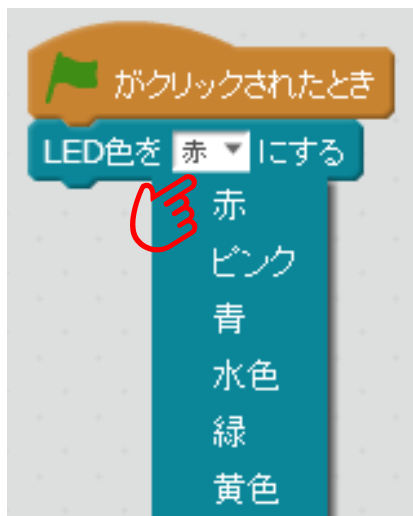 がクリックされたとき
LED色を 赤 にする
赤
ピンク
青
水色
緑
黄色